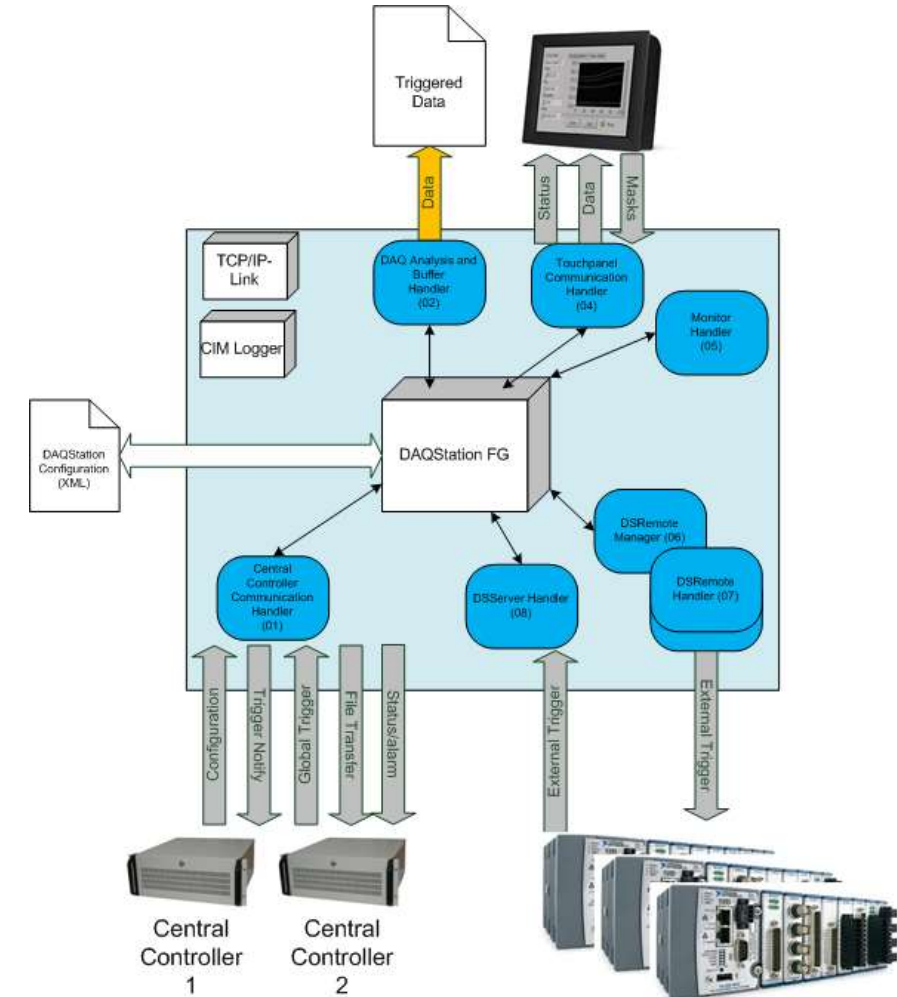 Triggered
Data
Data
Status
Data
Masks
TCP/IP-
Link
DAQ Analysis and
Buffer
Handler
(02)
Touchpanel
Communication
Handler
(04)
Monitor
Handler
(05)
CIM Logger
DAQStation
Configuration
(XML)
DAQStation FG
DSRemote
Manager (06)
Central
Controller
Communication
Handler
(01)
DSServer Handler
(08)
DSRemote
Handler (07)
Configuration
Trigger Notify
Global Trigger
File Transfer
Status/alarm
External Trigger
External Trigger
Central
Controller
1
Central
Controller
2